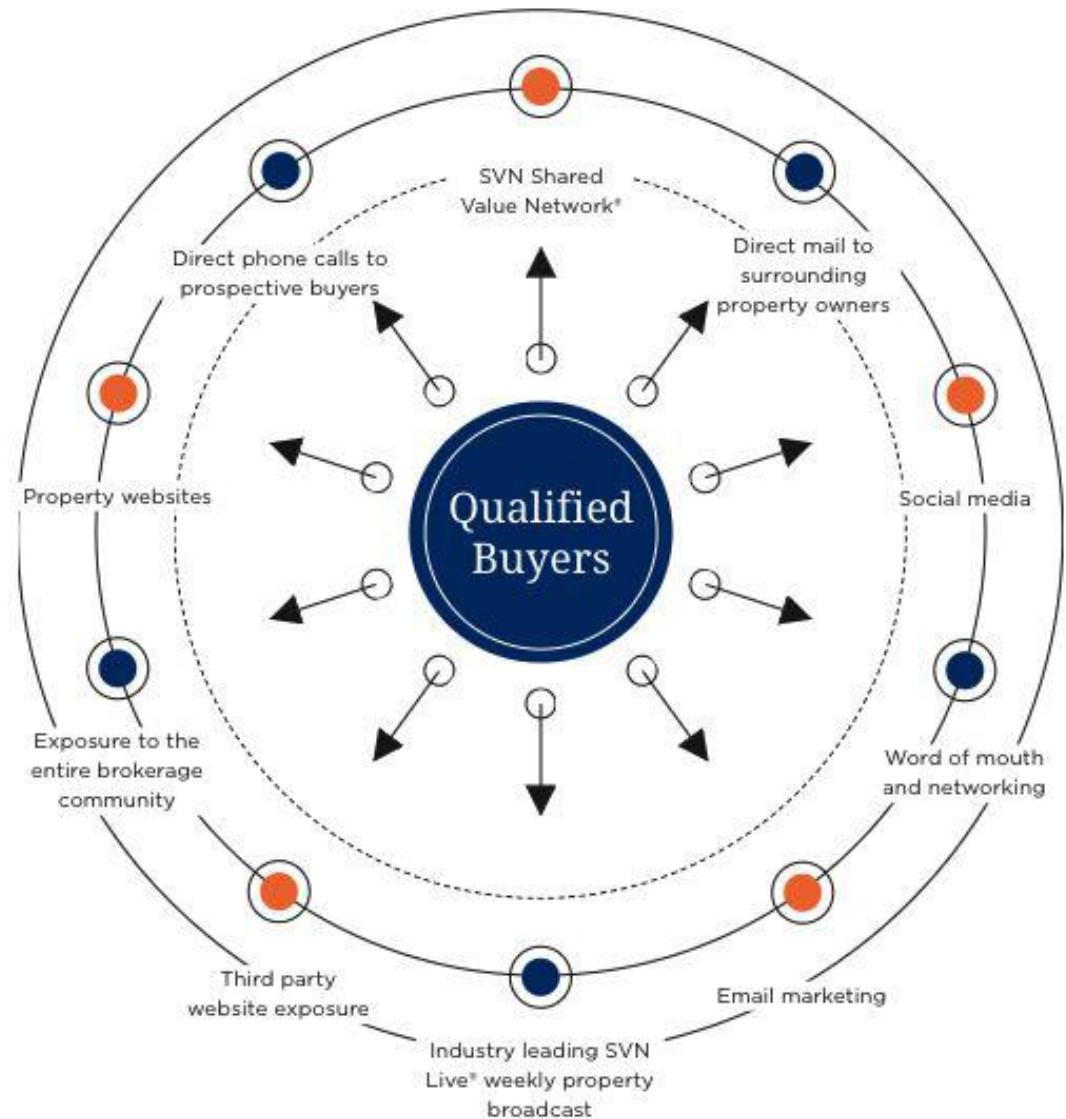 SVN Shared
Value Network®
Direct phone calls to
prospective buyers
Direct mail to
surrounding
property owners
Property websites
Social media
Qualified
Buyers
Exposure to the
entire brokerage
community
Word of mouth
and networking
Third party
website exposure
Email marketing
Industry leading SVN
Live® weekly property
broadcast